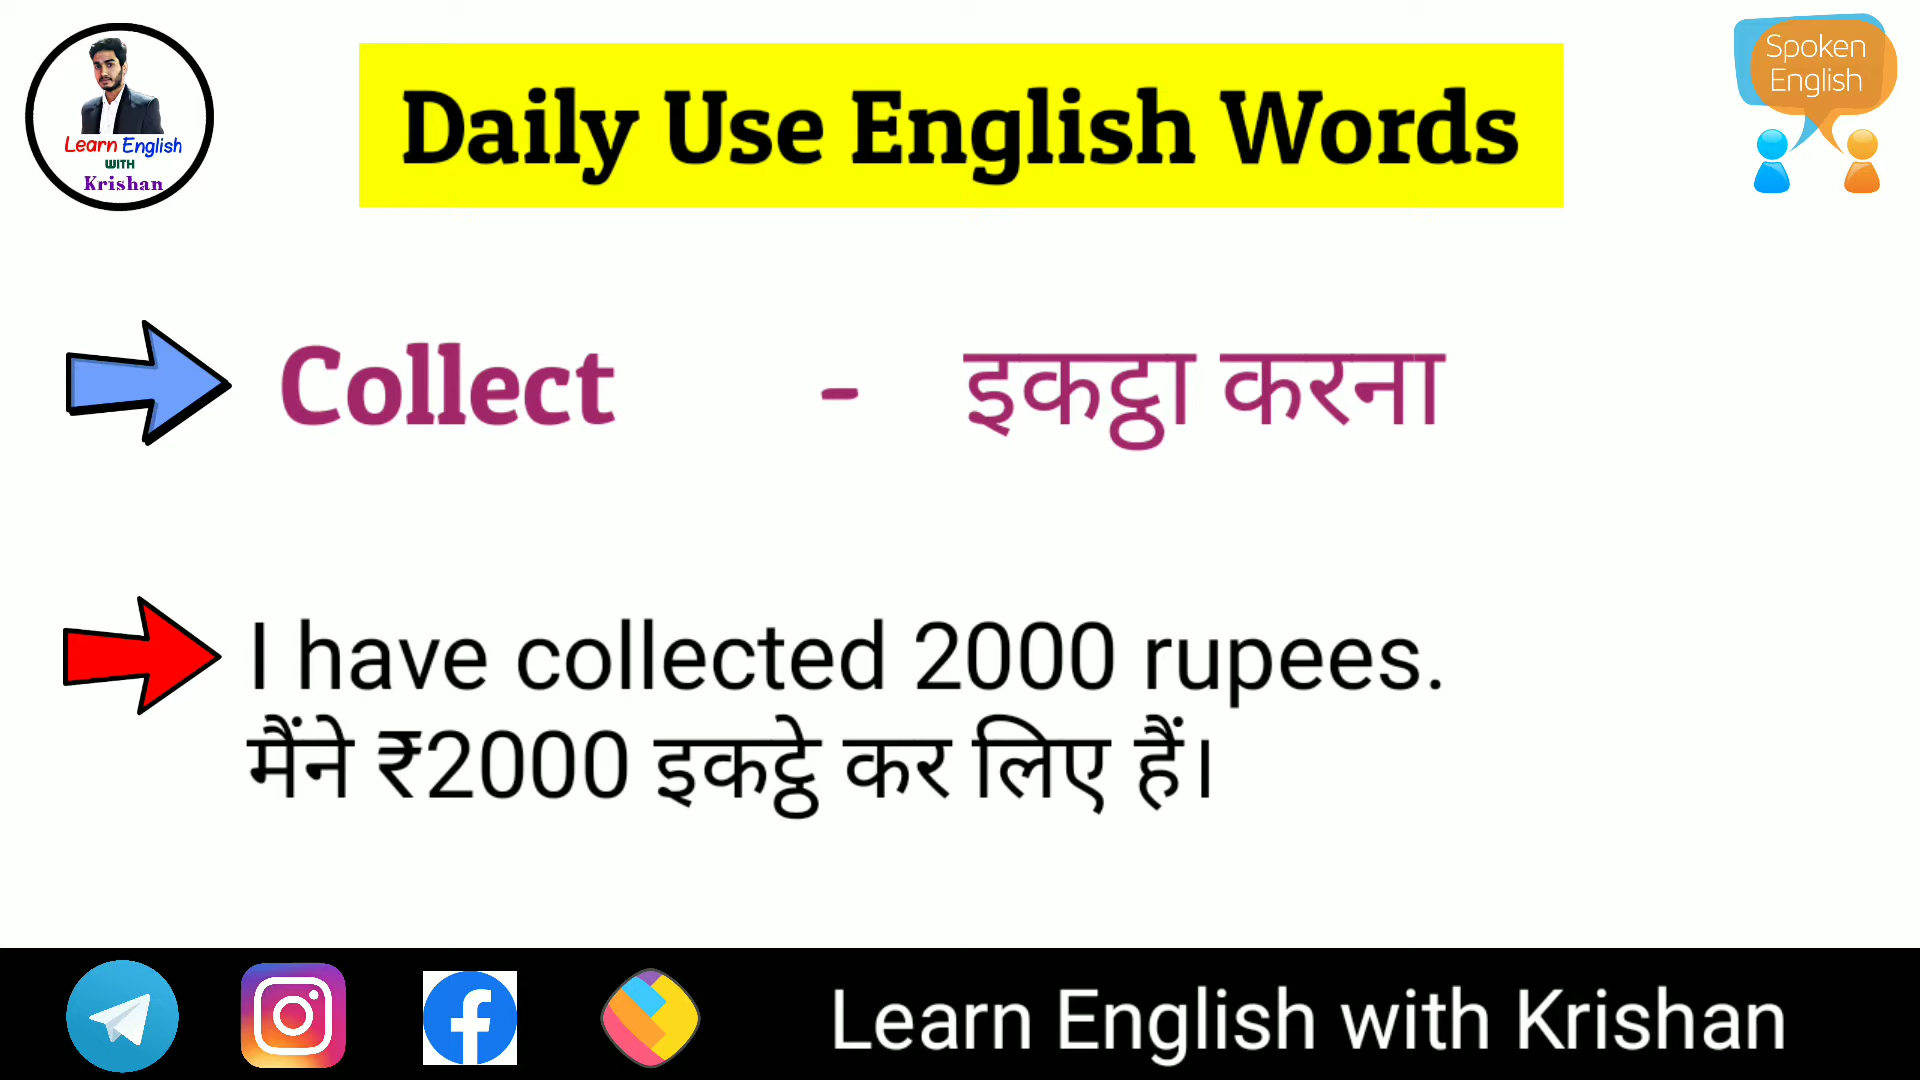 Learn English
WITH
Krishan
Daily Use English Words
Spoken
English
Collect - इकट्ठा करना
I have collected 2000 rupees.
मैंने ₹2000 इकट्ठे कर लिए हैं।
Learn English with Krishan